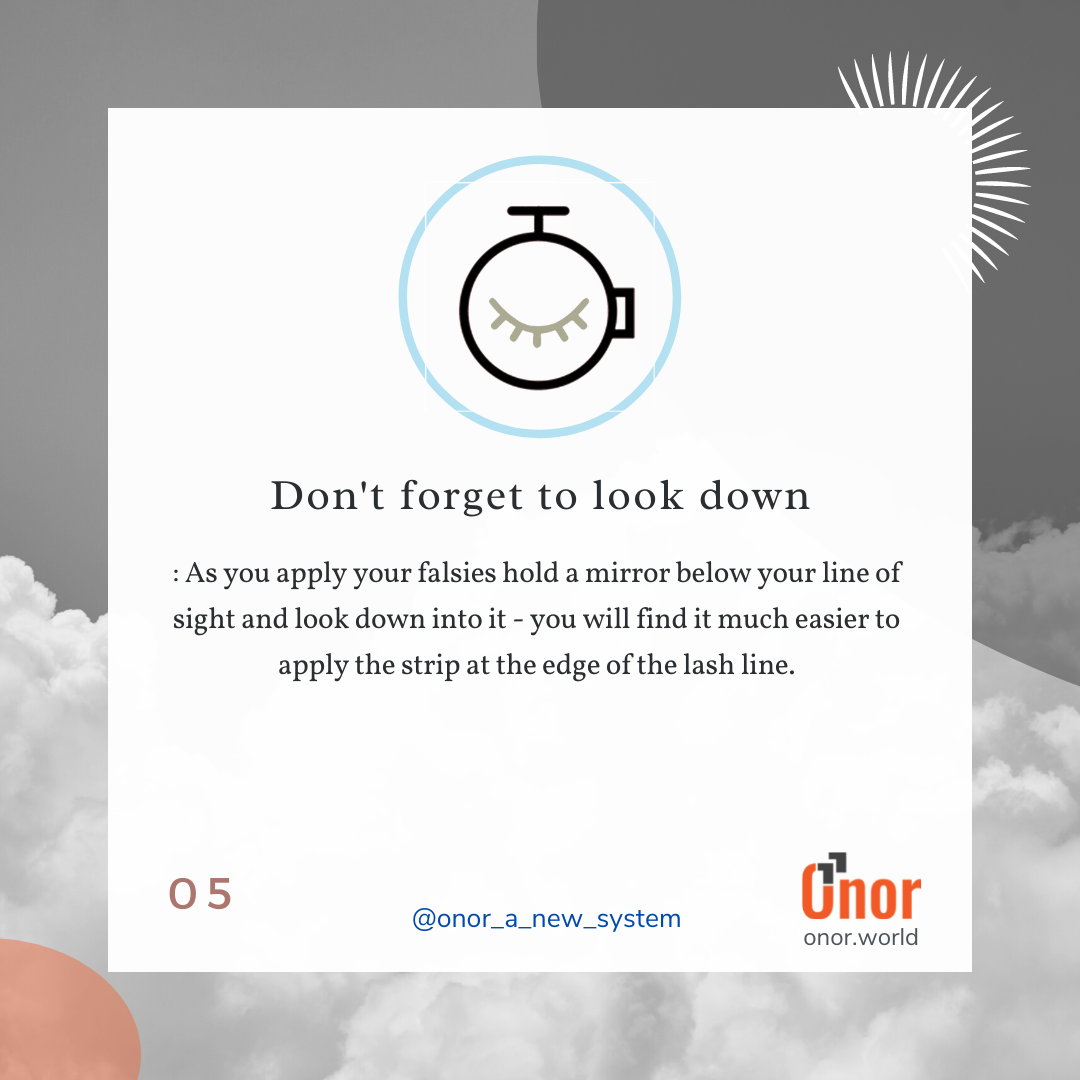 Don't forget to look down
: As you apply your falsies hold a mirror below your line of
sight and look down into it - you will find it much easier to
apply the strip at the edge of the lash line.
05
@onor_a_new_system
Onor
onor.world